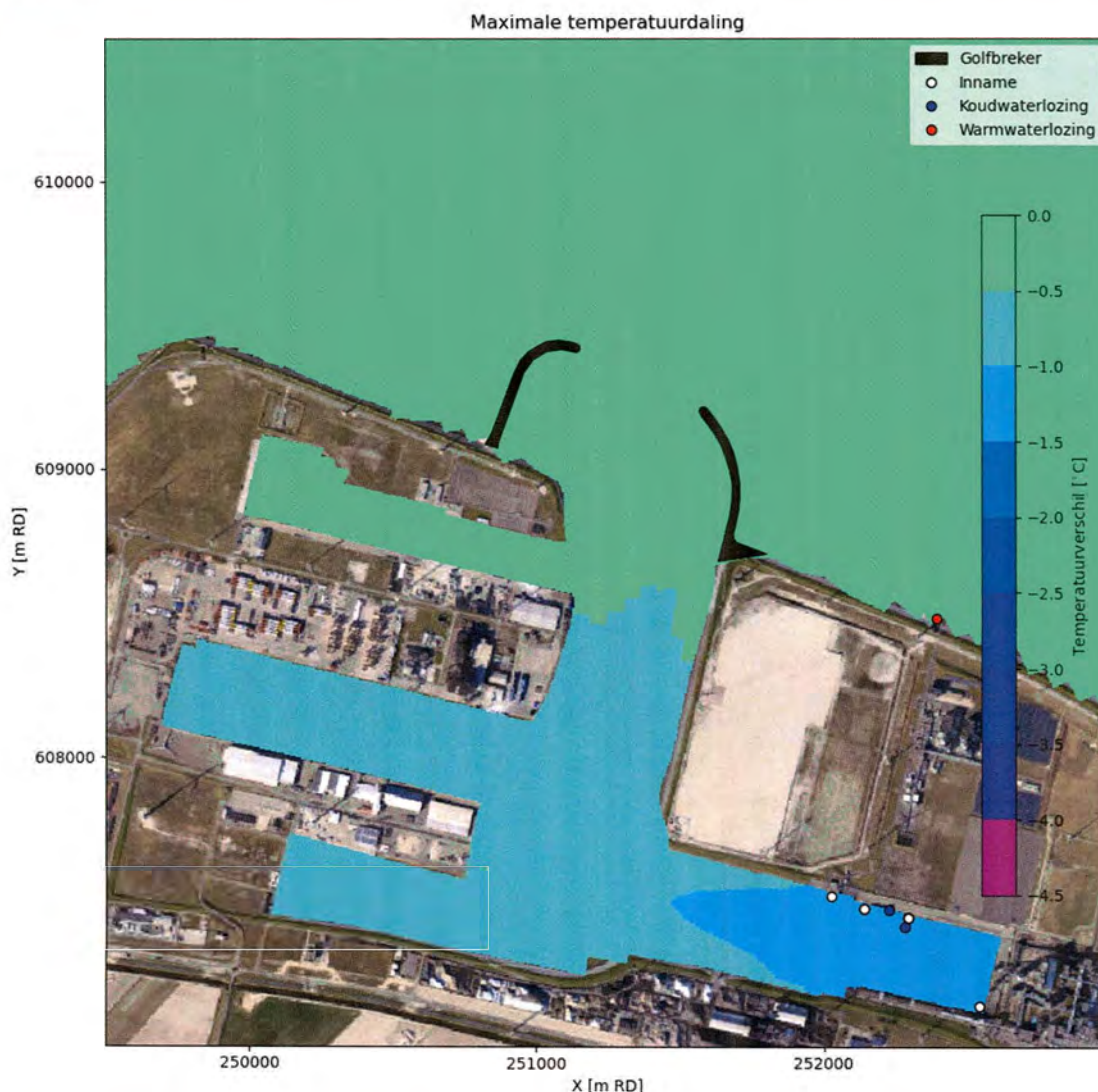 Maximale temperatuurdaling
Golfbreker
Inname
Koudwaterlozing
Warmwaterlozing
610000
609000
608000
Y [m RD]
0.0
−0.5
−1.0
−1.5
−2.0
−2.5
−3.0
−3.5
−4.0
−4.5
Temperatuurverschil [°C]
250000
251000
252000
X [m RD]